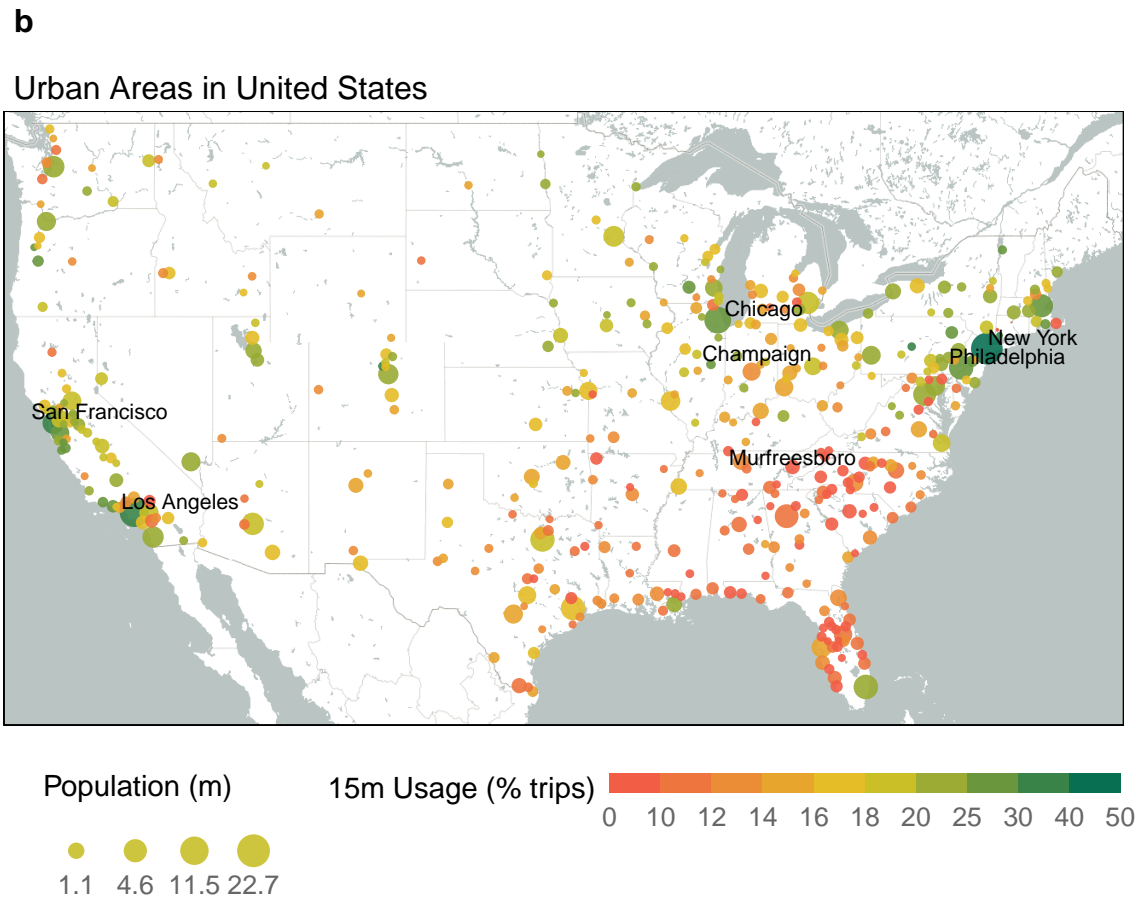 b
Urban Areas in United States
Chicago
New York
Champaign
Philadelphia
San Francisco
Murfreesboro
Los Angeles
Population (m)
15m Usage (% trips)
0 10 12 14 16 18 20 25 30 40 50
1.1 4.6 11.5 22.7